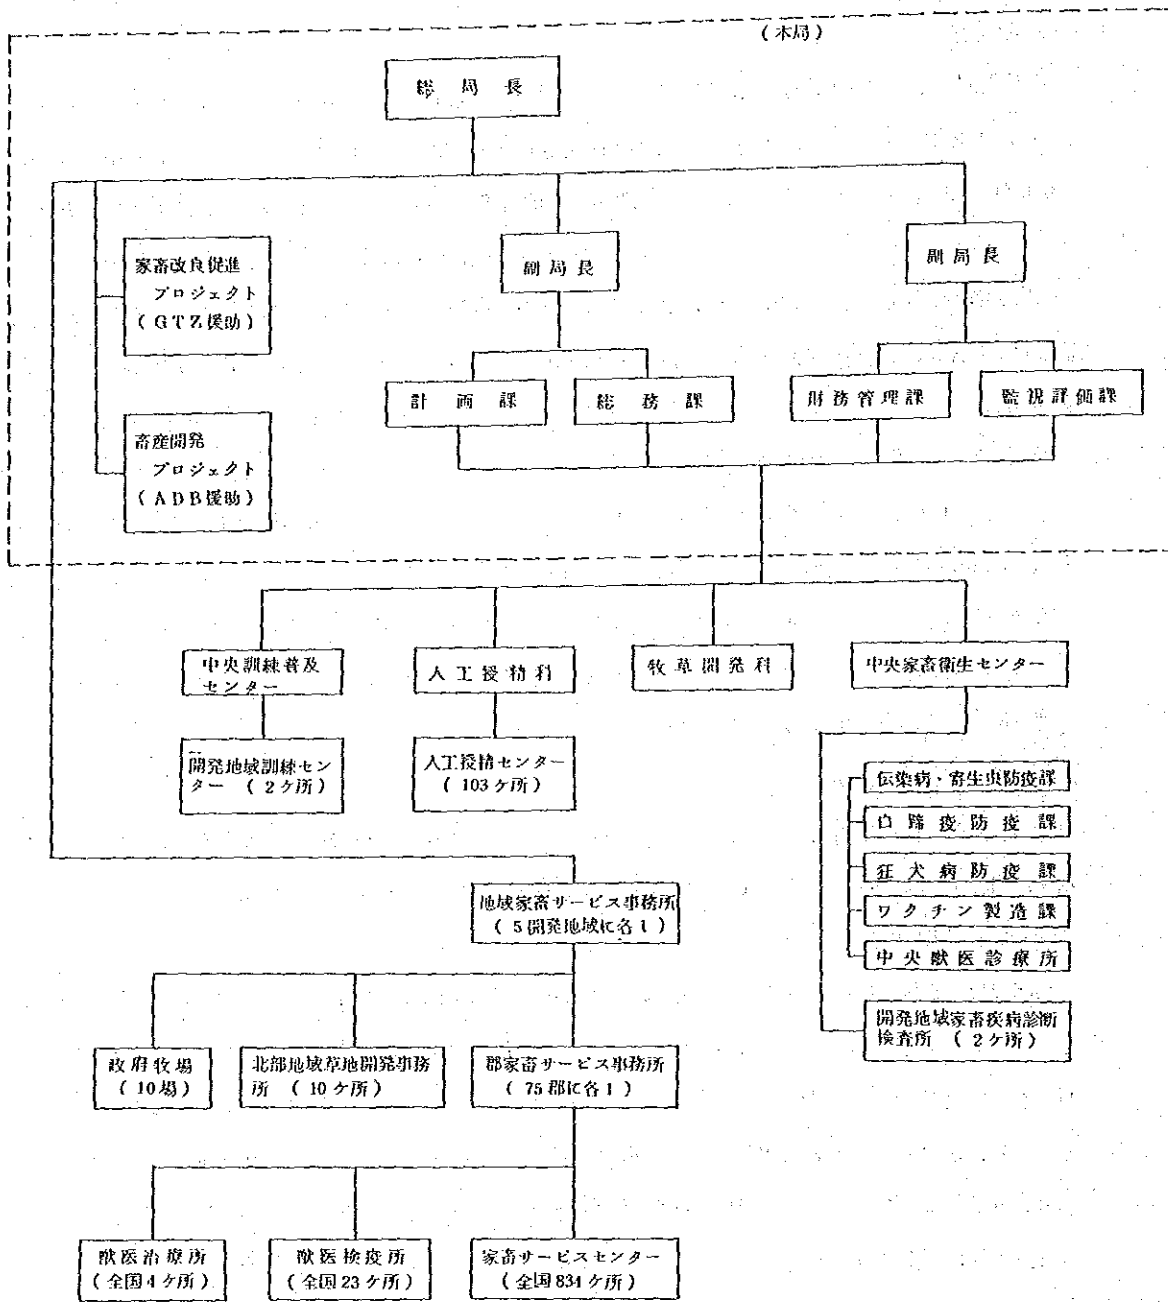 (本局)
総局長
家畜改良促進
プロジェクト
(GTZ援助)
副局長
副局長
計画課
総務課
財務管理課
監視評価課
畜産開発
プロジェクト
(ADB援助)
中央訓練普及
センター
人工授精科
牧草開発科
中央家畜衛生センター
開発地域訓練セン
ター (2ケ所)
人工授精センター
(103ケ所)
伝染病・寄生虫防疫課
口蹄疫防疫課
狂犬病防疫課
ワクチン製造課
中央獣医診療所
開発地域家畜疾病診断
検査所 (2ケ所)
地域家畜サービス事務所
(5開発地域に各1)
政府牧場
(10場)
北部地域草地開発事務
所 (10ケ所)
郡家畜サービス事務所
(75郡に各1)
獣医治療所
(全国4ケ所)
獣医検疫所
(全国23ケ所)
家畜サービスセンター
(全国834ケ所)